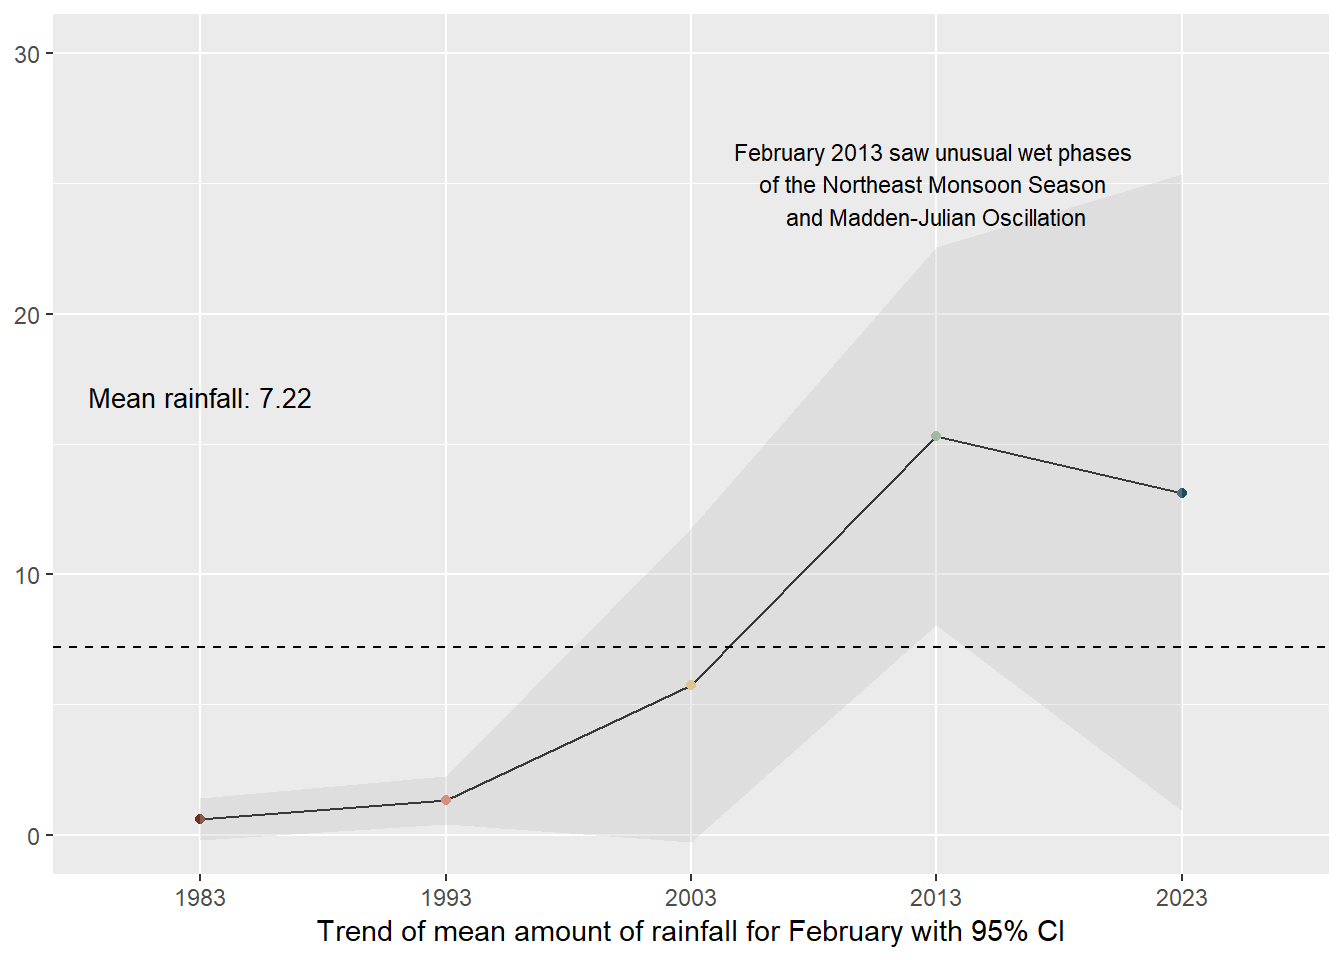 30
February 2013 saw unusual wet phases
of the Northeast Monsoon Season
and Madden-Julian Oscillation
20
Mean rainfall: 7.22
10
0
1983 1993 2003 2013 2023
Trend of mean amount of rainfall for February with 95% CI